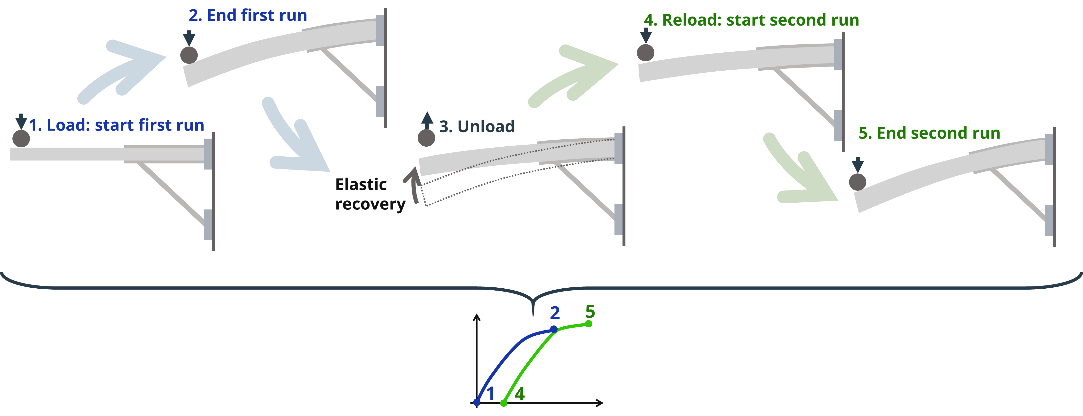 2. End first run
4. Reload: start second run
1. Load: start first run
3. Unload
5. End second run
Elastic
recovery
2
5
1
4